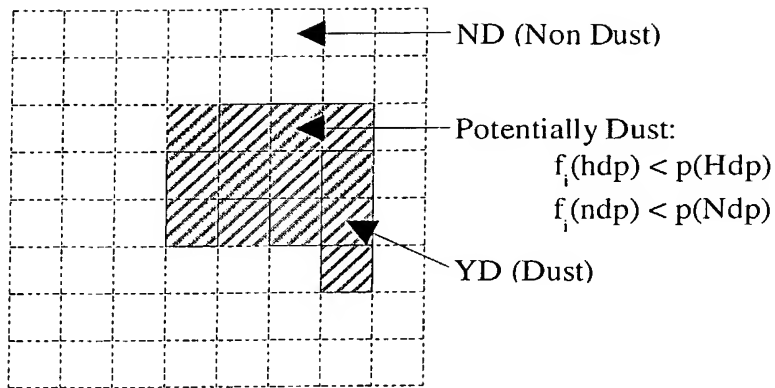 ND (Non Dust)
Potentially Dust:
f_i(hdp) < p(Hdp)
f_i(ndp) < p(Ndp)
YD (Dust)